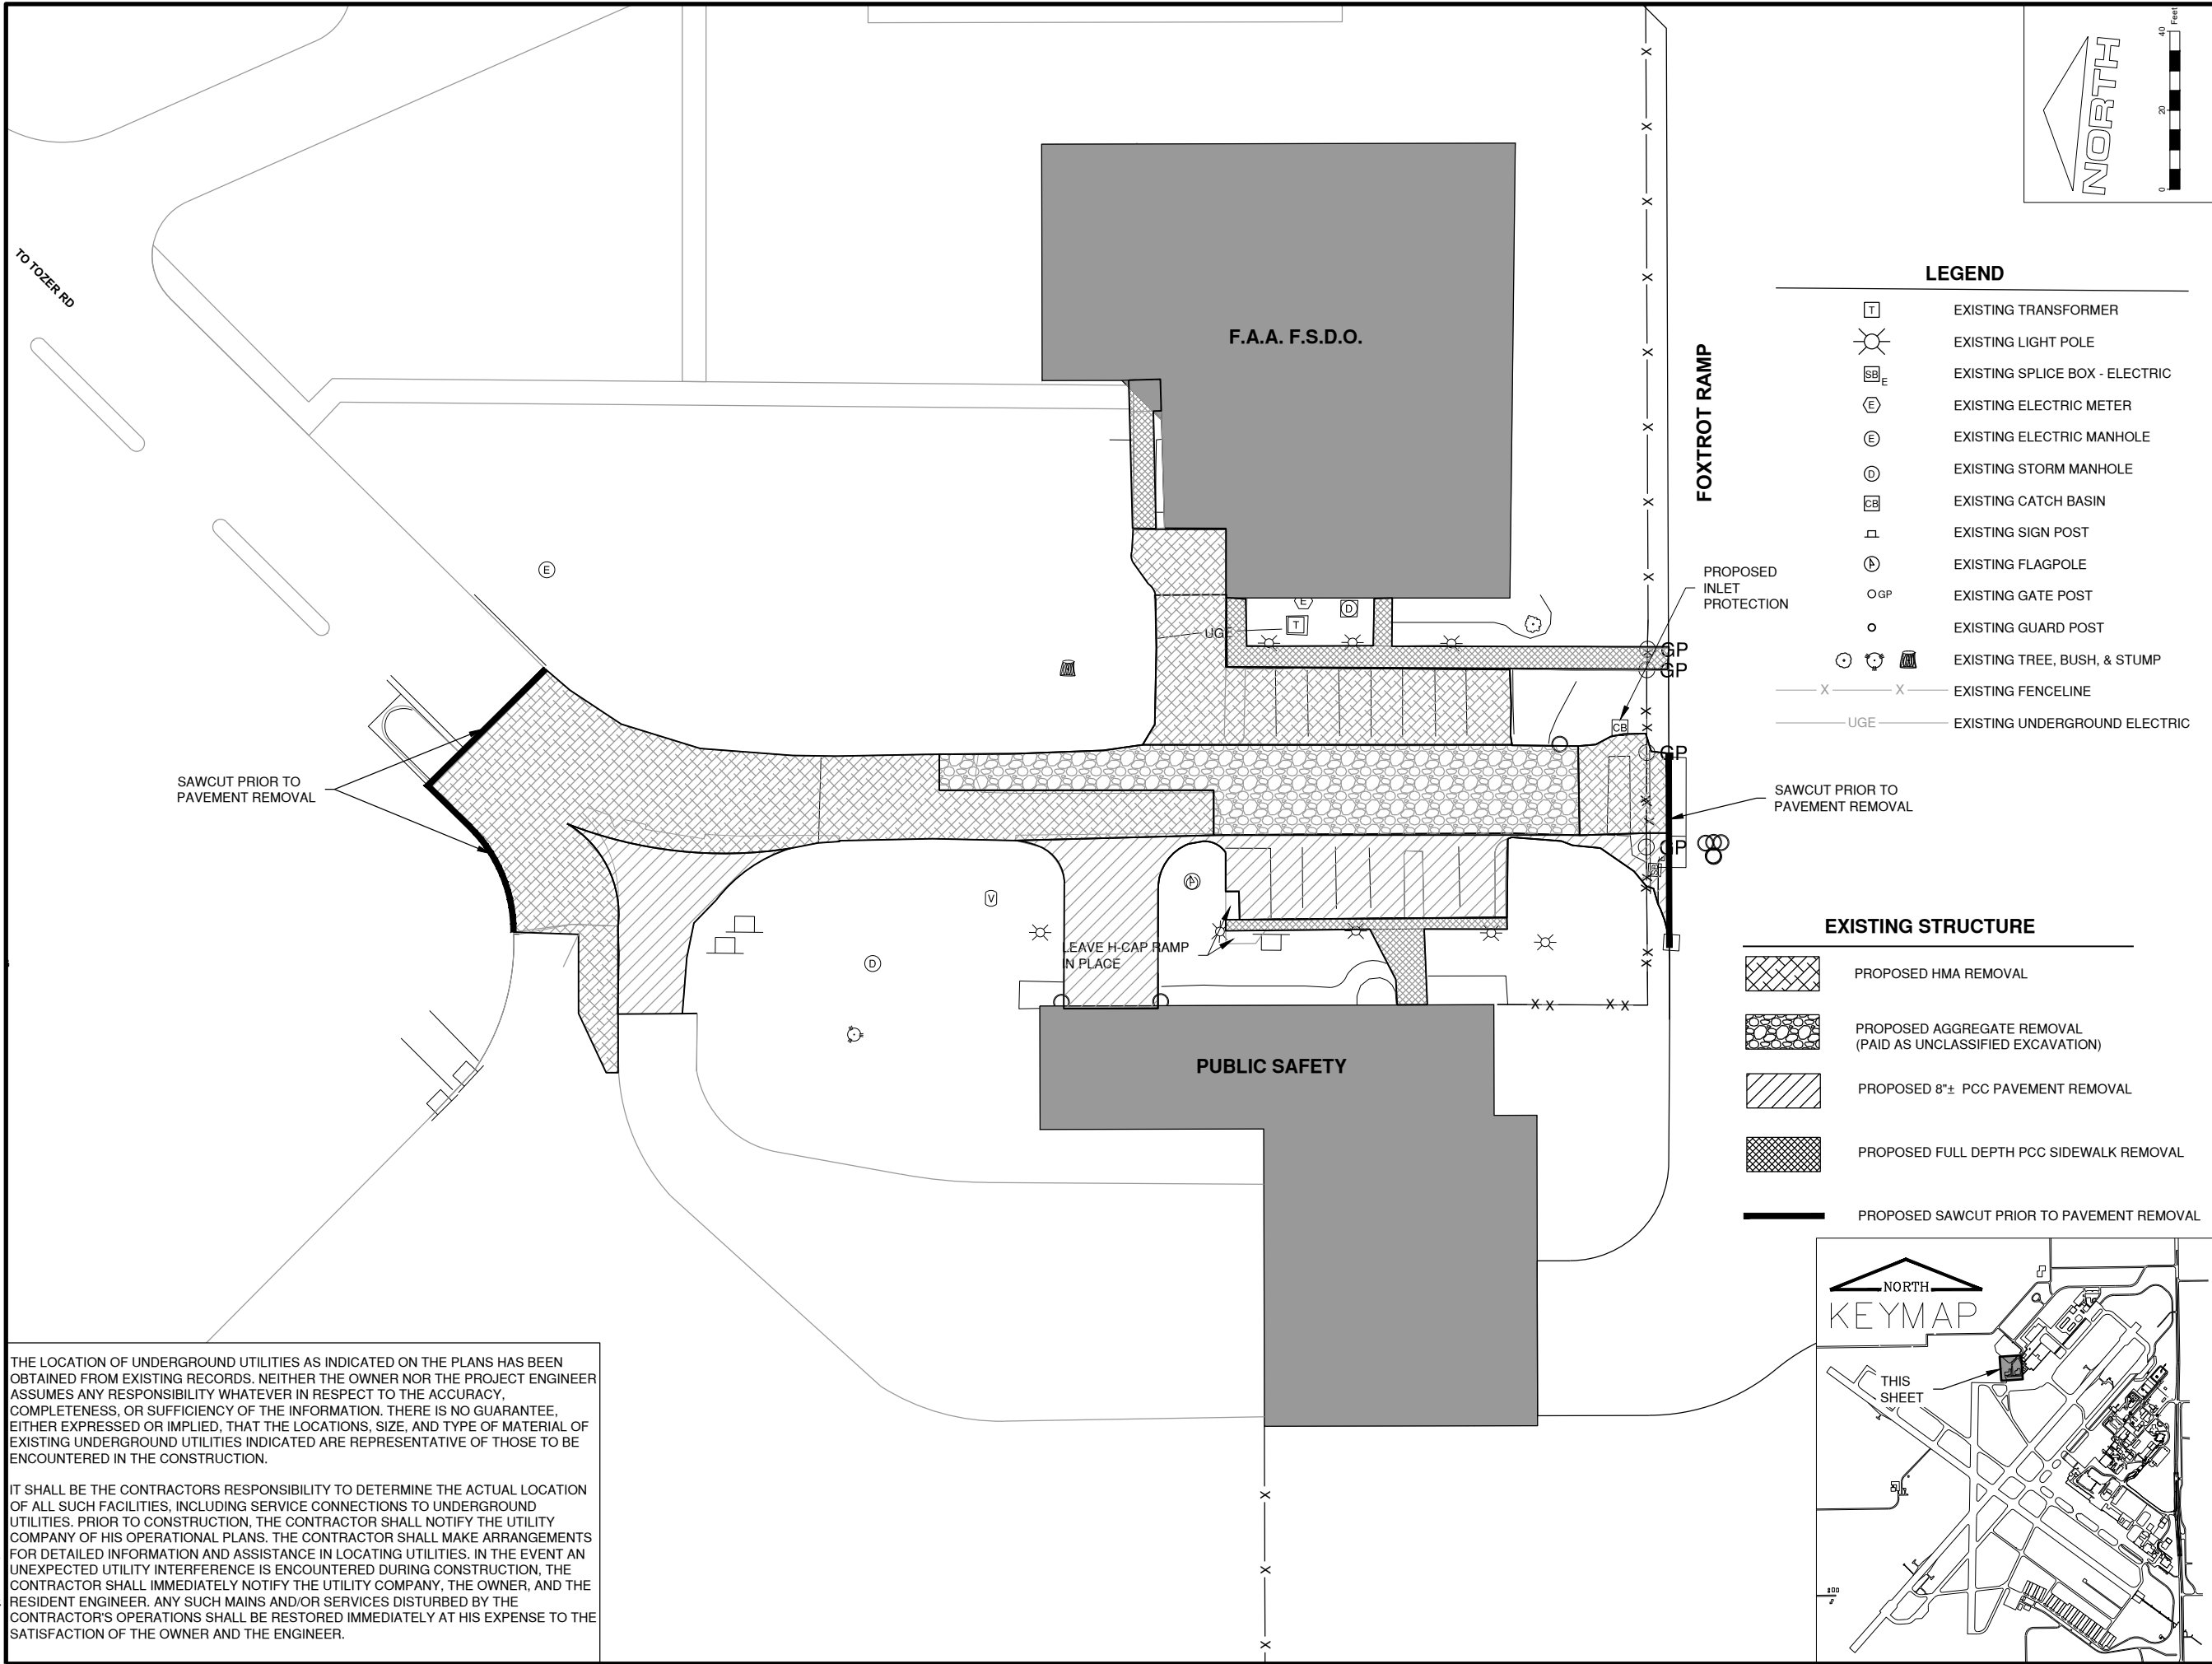 NORTH
0 20 40 Feet
TO TOZER RD
F.A.A. F.S.D.O.
FOXTROT RAMP
LEGEND
T EXISTING TRANSFORMER
EXISTING LIGHT POLE
SB E EXISTING SPLICE BOX - ELECTRIC
E EXISTING ELECTRIC METER
E EXISTING ELECTRIC MANHOLE
D EXISTING STORM MANHOLE
CB EXISTING CATCH BASIN
EXISTING SIGN POST
EXISTING FLAGPOLE
GP EXISTING GATE POST
EXISTING GUARD POST
EXISTING TREE, BUSH, & STUMP
X X EXISTING FENCELINE
UGE EXISTING UNDERGROUND ELECTRIC
PROPOSED
INLET
PROTECTION
E
E
D
T
UGE
GP
GP
CB
GP
GP
SAWCUT PRIOR TO
PAVEMENT REMOVAL
SAWCUT PRIOR TO
PAVEMENT REMOVAL
V
D
LEAVE H-CAP RAMP
IN PLACE
PUBLIC SAFETY
EXISTING STRUCTURE
PROPOSED HMA REMOVAL
PROPOSED AGGREGATE REMOVAL
(PAID AS UNCLASSIFIED EXCAVATION)
PROPOSED 8"± PCC PAVEMENT REMOVAL
PROPOSED FULL DEPTH PCC SIDEWALK REMOVAL
PROPOSED SAWCUT PRIOR TO PAVEMENT REMOVAL
NORTH
KEYMAP
THIS
SHEET
THE LOCATION OF UNDERGROUND UTILITIES AS INDICATED ON THE PLANS HAS BEEN
OBTAINED FROM EXISTING RECORDS. NEITHER THE OWNER NOR THE PROJECT ENGINEER
ASSUMES ANY RESPONSIBILITY WHATEVER IN RESPECT TO THE ACCURACY,
COMPLETENESS, OR SUFFICIENCY OF THE INFORMATION. THERE IS NO GUARANTEE,
EITHER EXPRESSED OR IMPLIED, THAT THE LOCATIONS, SIZE, AND TYPE OF MATERIAL OF
EXISTING UNDERGROUND UTILITIES INDICATED ARE REPRESENTATIVE OF THOSE TO BE
ENCOUNTERED IN THE CONSTRUCTION.
IT SHALL BE THE CONTRACTORS RESPONSIBILITY TO DETERMINE THE ACTUAL LOCATION
OF ALL SUCH FACILITIES, INCLUDING SERVICE CONNECTIONS TO UNDERGROUND
UTILITIES. PRIOR TO CONSTRUCTION, THE CONTRACTOR SHALL NOTIFY THE UTILITY
COMPANY OF HIS OPERATIONAL PLANS. THE CONTRACTOR SHALL MAKE ARRANGEMENTS
FOR DETAILED INFORMATION AND ASSISTANCE IN LOCATING UTILITIES. IN THE EVENT AN
UNEXPECTED UTILITY INTERFERENCE IS ENCOUNTERED DURING CONSTRUCTION, THE
CONTRACTOR SHALL IMMEDIATELY NOTIFY THE UTILITY COMPANY, THE OWNER, AND THE
RESIDENT ENGINEER. ANY SUCH MAINS AND/OR SERVICES DISTURBED BY THE
CONTRACTOR'S OPERATIONS SHALL BE RESTORED IMMEDIATELY AT HIS EXPENSE TO THE
SATISFACTION OF THE OWNER AND THE ENGINEER.